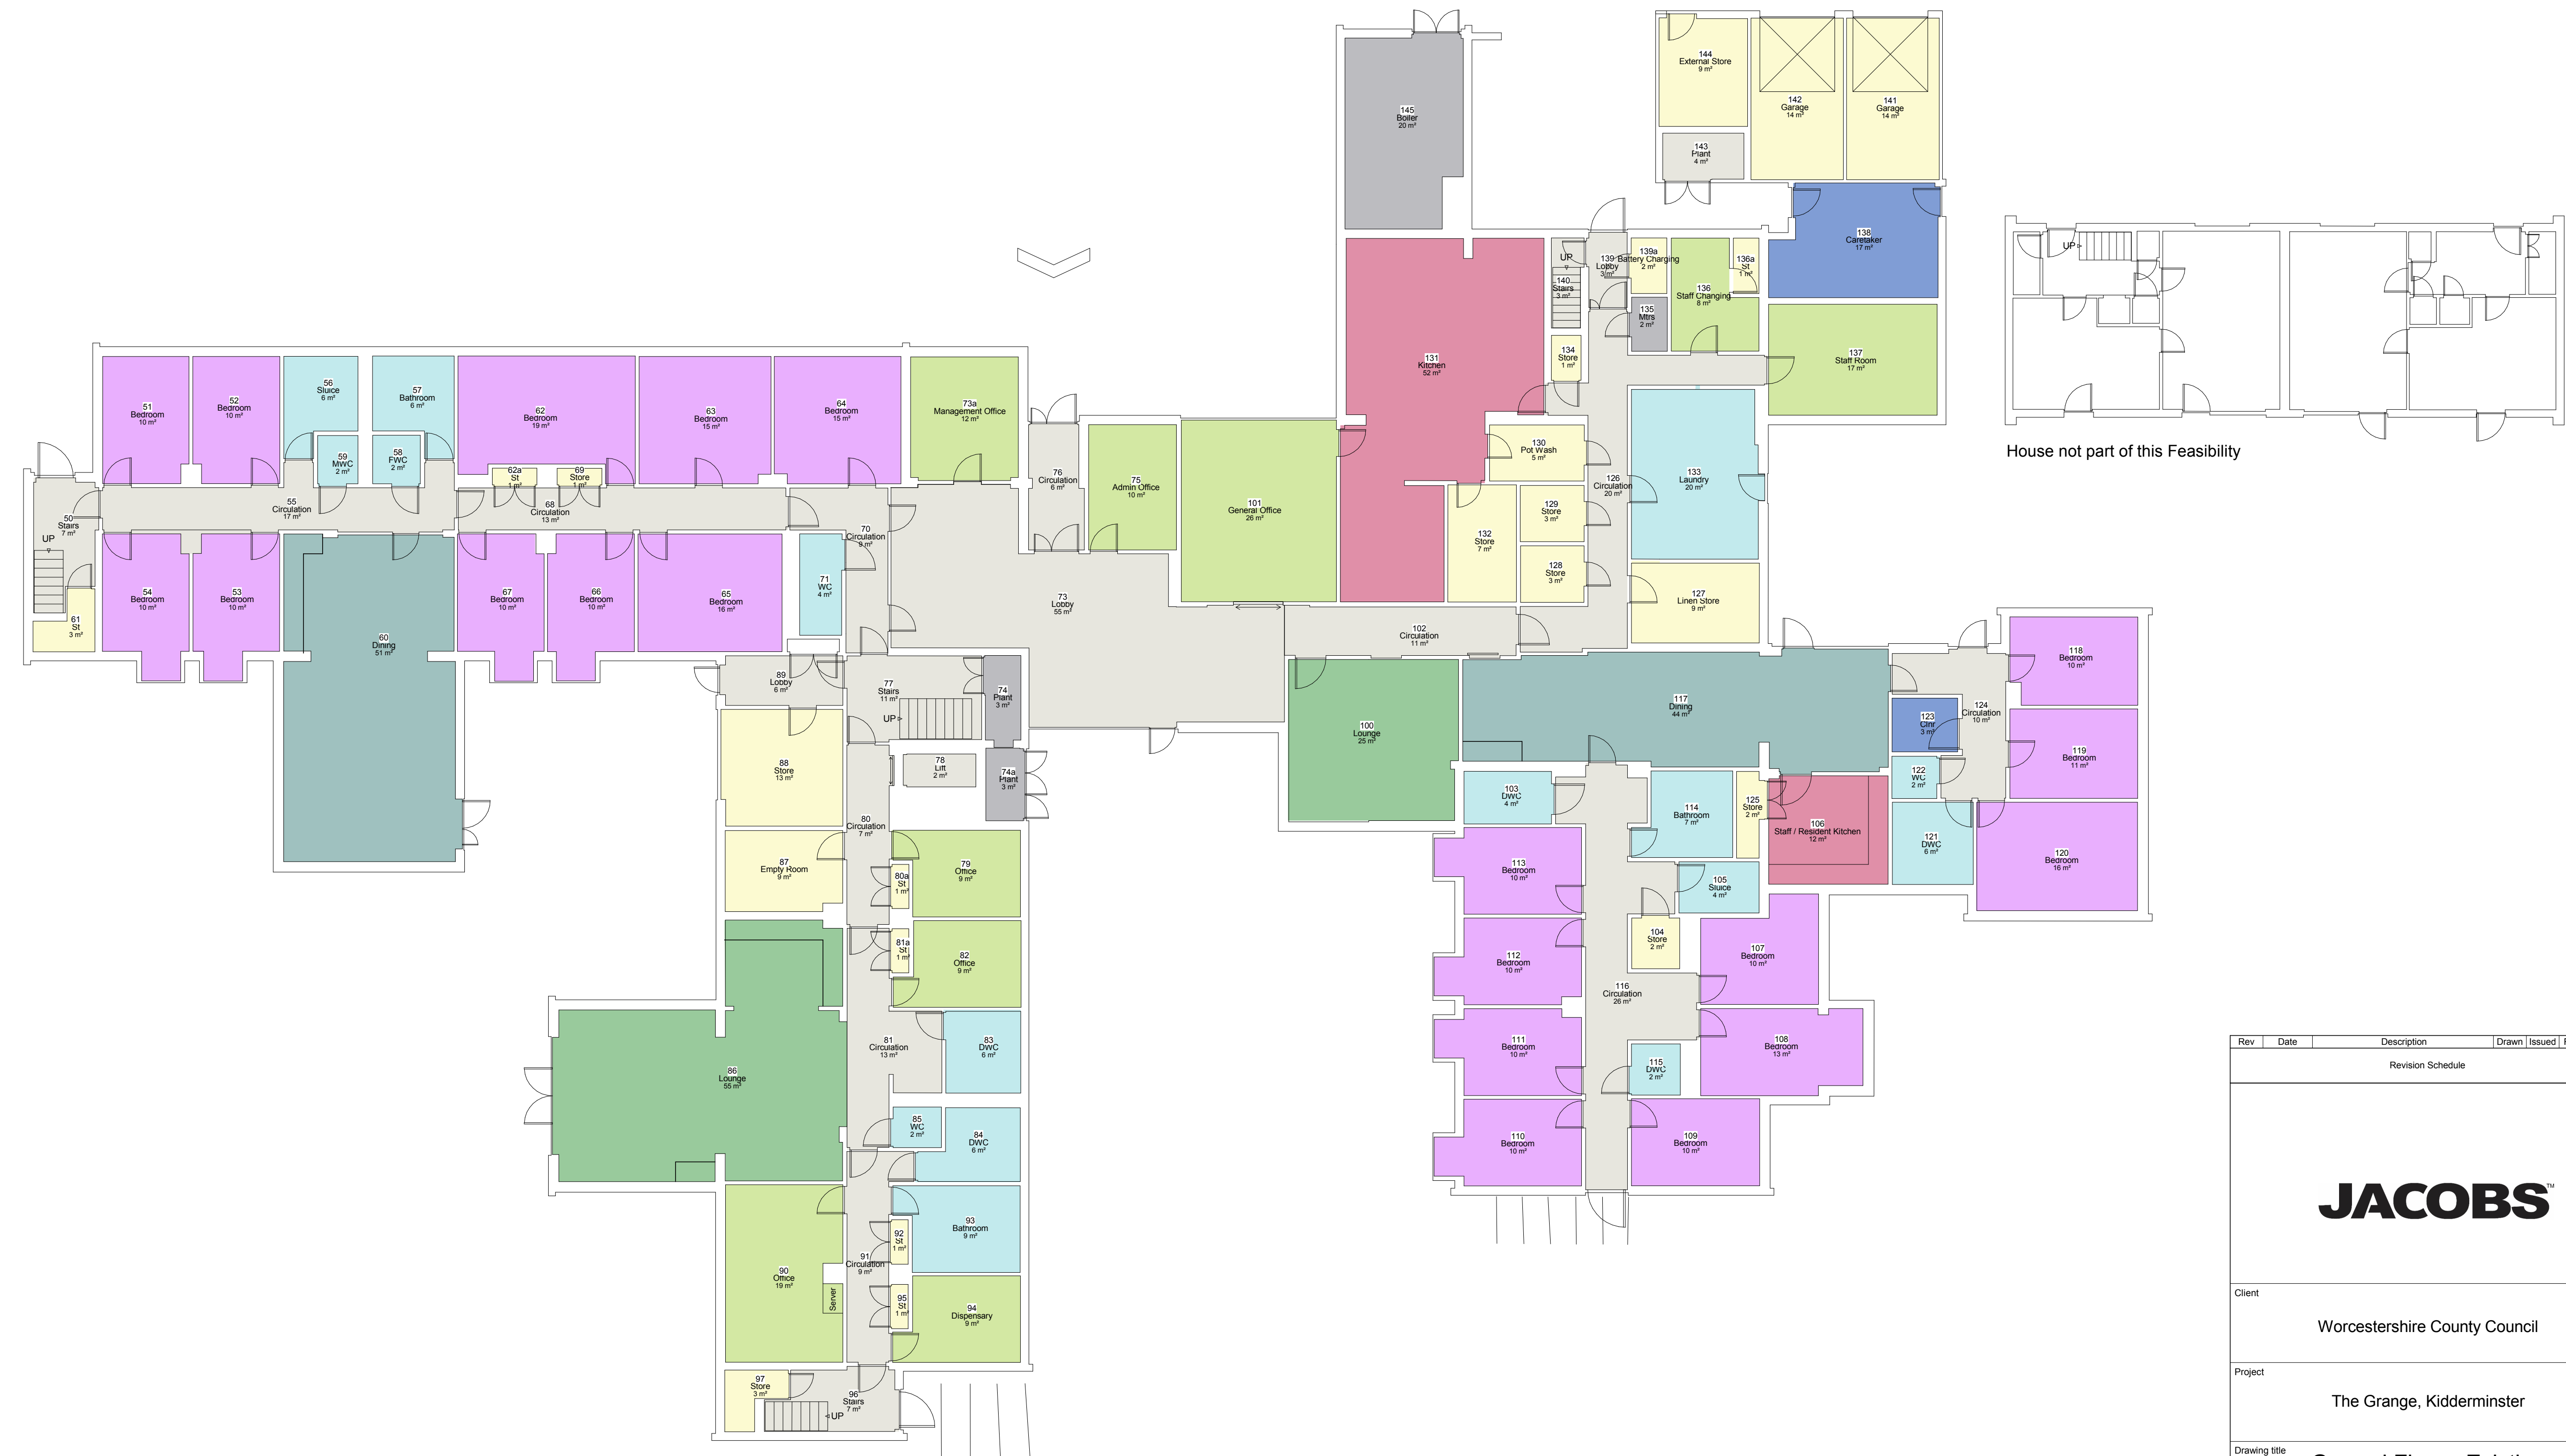 144
External Store
9 m²
142
Garage
14 m²
141
Garage
14 m²
145
Boiler
20 m²
143
Plant
4 m²
138
Caretaker
17 m²
UP
House not part of this Feasibility
UP
140
Stairs
3 m²
139
Lobby
3 m²
139a
Battery Charging
2 m²
136a
St
1 m²
136
Staff Changing
8 m²
135
Mtrs
2 m²
137
Staff Room
17 m²
134
Store
1 m²
131
Kitchen
52 m²
51
Bedroom
10 m²
52
Bedroom
10 m²
56
Sluice
6 m²
57
Bathroom
6 m²
62
Bedroom
19 m²
63
Bedroom
15 m²
64
Bedroom
15 m²
73a
Management Office
12 m²
59
MWC
2 m²
58
FWC
2 m²
62a
St
1 m²
69
Store
1 m²
76
Circulation
6 m²
75
Admin Office
10 m²
101
General Office
26 m²
130
Pot Wash
5 m²
126
Circulation
20 m²
133
Laundry
20 m²
129
Store
3 m²
132
Store
7 m²
128
Store
3 m²
127
Linen Store
9 m²
50
Stairs
7 m²
UP
55
Circulation
17 m²
68
Circulation
13 m²
70
Circulation
9 m²
54
Bedroom
10 m²
53
Bedroom
10 m²
61
St
3 m²
60
Dining
51 m²
67
Bedroom
10 m²
66
Bedroom
10 m²
65
Bedroom
16 m²
71
WC
4 m²
73
Lobby
55 m²
102
Circulation
11 m²
89
Lobby
6 m²
77
Stairs
11 m²
UP
74
Plant
3 m²
78
Lift
2 m²
74a
Plant
3 m²
88
Store
13 m²
80
Circulation
7 m²
87
Empty Room
9 m²
79
Office
9 m²
80a
St
1 m²
81a
St
1 m²
82
Office
9 m²
81
Circulation
13 m²
83
DWC
6 m²
86
Lounge
55 m²
85
WC
2 m²
84
DWC
6 m²
93
Bathroom
9 m²
92
St
1 m²
91
Circulation
9 m²
90
Office
19 m²
Server
95
St
1 m²
94
Dispensary
9 m²
97
Store
3 m²
96
Stairs
7 m²
UP
100
Lounge
25 m²
117
Dining
44 m²
118
Bedroom
10 m²
124
Circulation
10 m²
123
Clnr
3 m²
119
Bedroom
11 m²
122
WC
2 m²
121
DWC
6 m²
120
Bedroom
16 m²
103
DWC
4 m²
114
Bathroom
7 m²
125
Store
2 m²
106
Staff / Resident Kitchen
12 m²
113
Bedroom
10 m²
105
Sluice
4 m²
112
Bedroom
10 m²
104
Store
2 m²
107
Bedroom
10 m²
116
Circulation
26 m²
111
Bedroom
10 m²
115
DWC
2 m²
108
Bedroom
13 m²
110
Bedroom
10 m²
109
Bedroom
10 m²
Rev Date Description Drawn Issued
Revision Schedule
JACOBS™
Client
Worcestershire County Council
Project
The Grange, Kidderminster
Drawing title